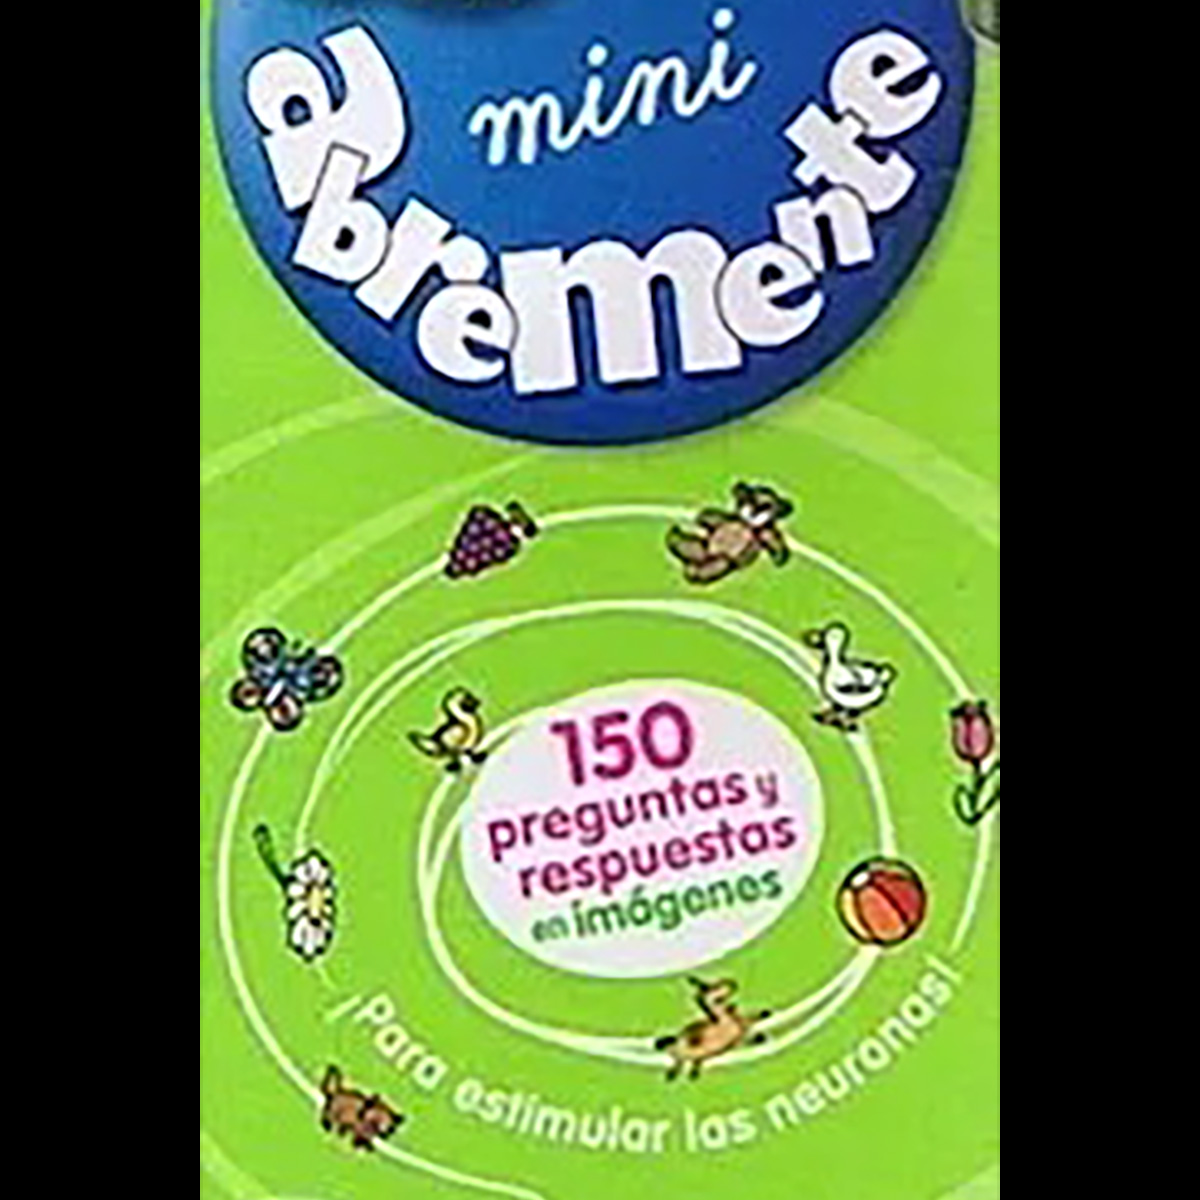 mini
abremente
150
preguntas y
respuestas
en imágenes
¡Para estimular las neuronas!